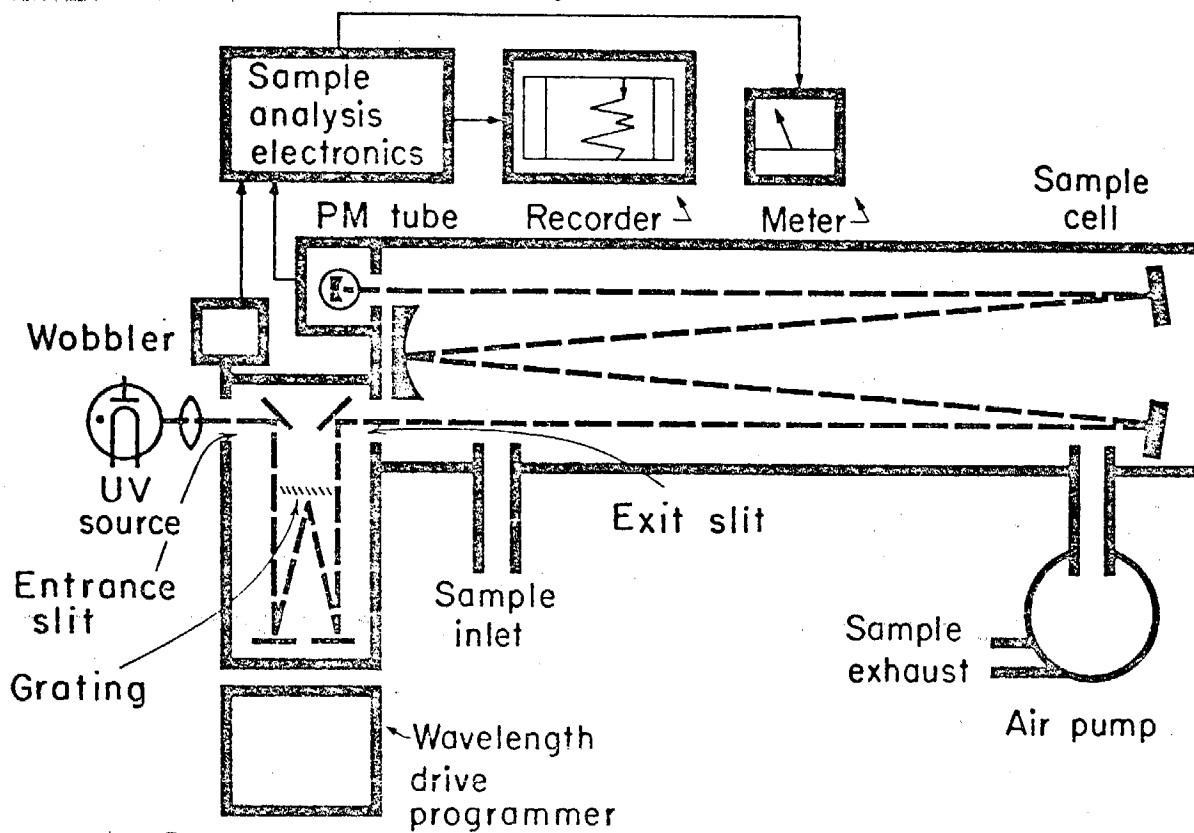 Sample
analysis
electronics
PM tube
Recorder
Meter
Sample
cell
Wobbler
UV
source
Entrance
slit
Grating
Exit slit
Sample
inlet
Sample
exhaust
Air pump
Wavelength
drive
programmer